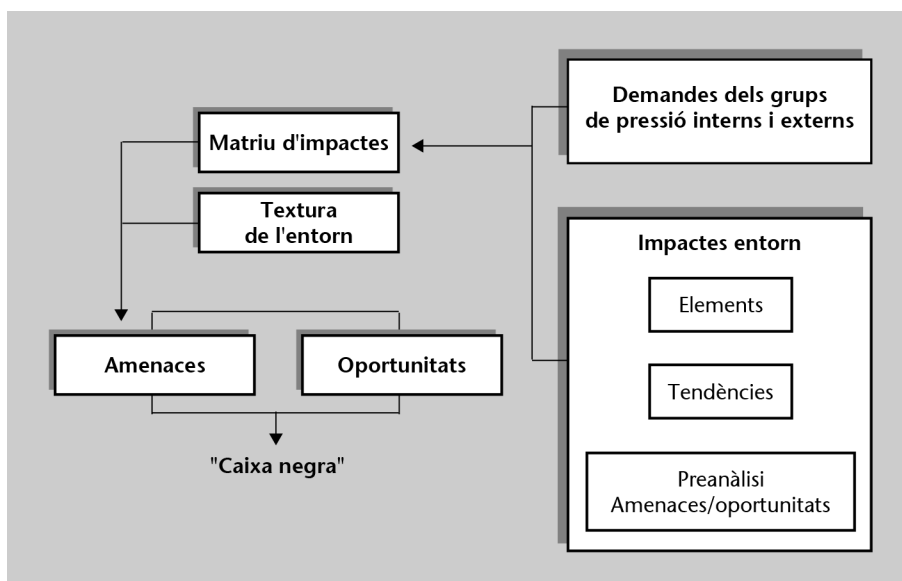 Demandes dels grups
de pressió interns i externs
Matriu d'impactes
Textura
de l'entorn
Impactes entorn
Elements
Tendències
Preanàlisi
Amenaces/oportunitats
Amenaces
Oportunitats
"Caixa negra"